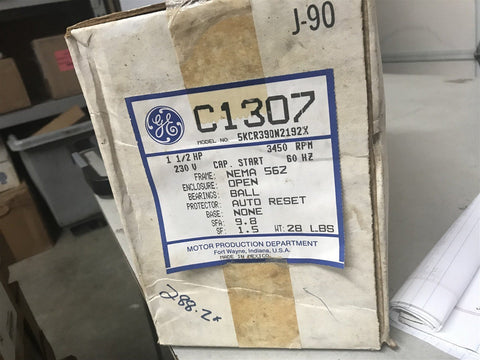 J-90
GE
C1307
MODEL NO. 5KCR39DN2192X
1 1/2 HP 3450 RPM
230 V CAP. START 60 HZ
FRAME: NEMA 56Z
ENCLOSURE: OPEN
BEARINGS: BALL
PROTECTOR: AUTO RESET
BASE: NONE
SFA: 9.8
SF: 1.5 WT: 28 LBS
MOTOR PRODUCTION DEPARTMENT
Fort Wayne, Indiana, U.S.A.
MADE IN MEXICO.